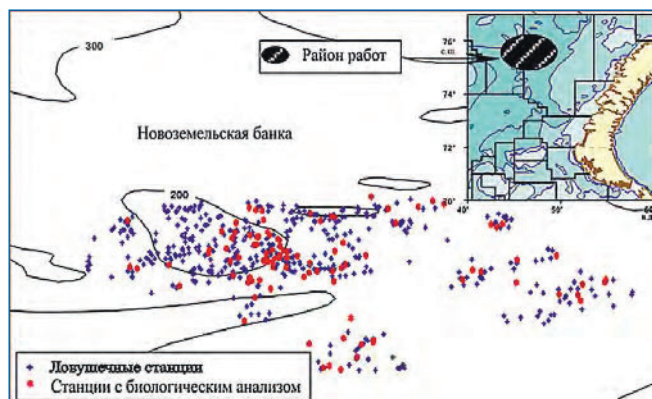 300
Район работ
76°
с.ш.
74°
72°
70°
Новоземельская банка
200
40°
50°
Ловушечные станции
Станции с биологическим анализом